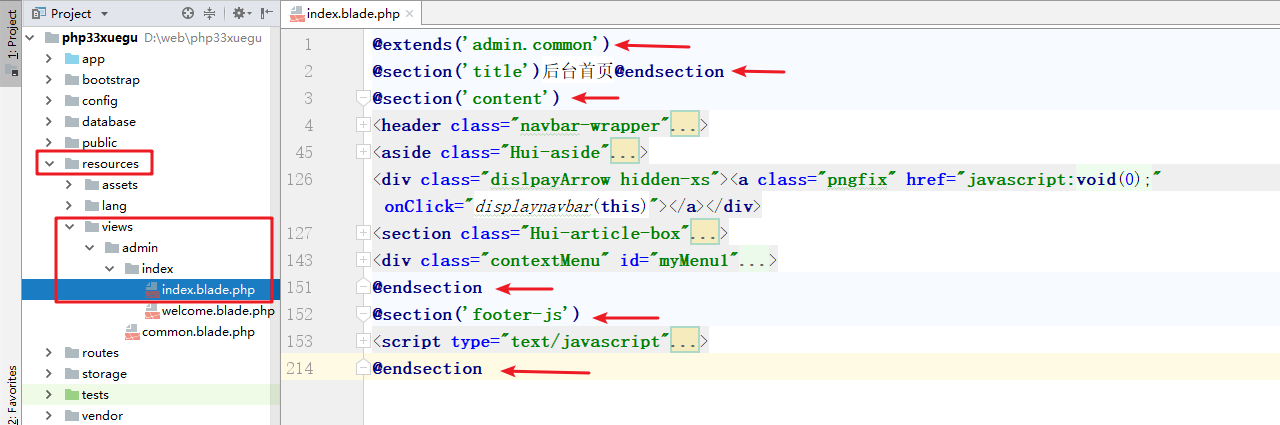 1: Project
2: Favorites
Project
index.blade.php
php33xuegu D:\web\php33xuegu
app
bootstrap
config
database
public
resources
assets
lang
views
admin
index
index.blade.php
welcome.blade.php
common.blade.php
routes
storage
tests
vendor
1 @extends('admin.common')
2 @section('title')后台首页@endsection
3 @section('content')
4 <header class="navbar-wrapper"...>
45 <aside class="Hui-aside"...>
126 <div class="dislpayArrow hidden-xs"><a class="pngfix" href="javascript:void(0);"
onClick="displaynavbar(this)"></a></div>
127 <section class="Hui-article-box"...>
143 <div class="contextMenu" id="myMenu1"...>
151 @endsection
152 @section('footer-js')
153 <script type="text/javascript"...>
214 @endsection